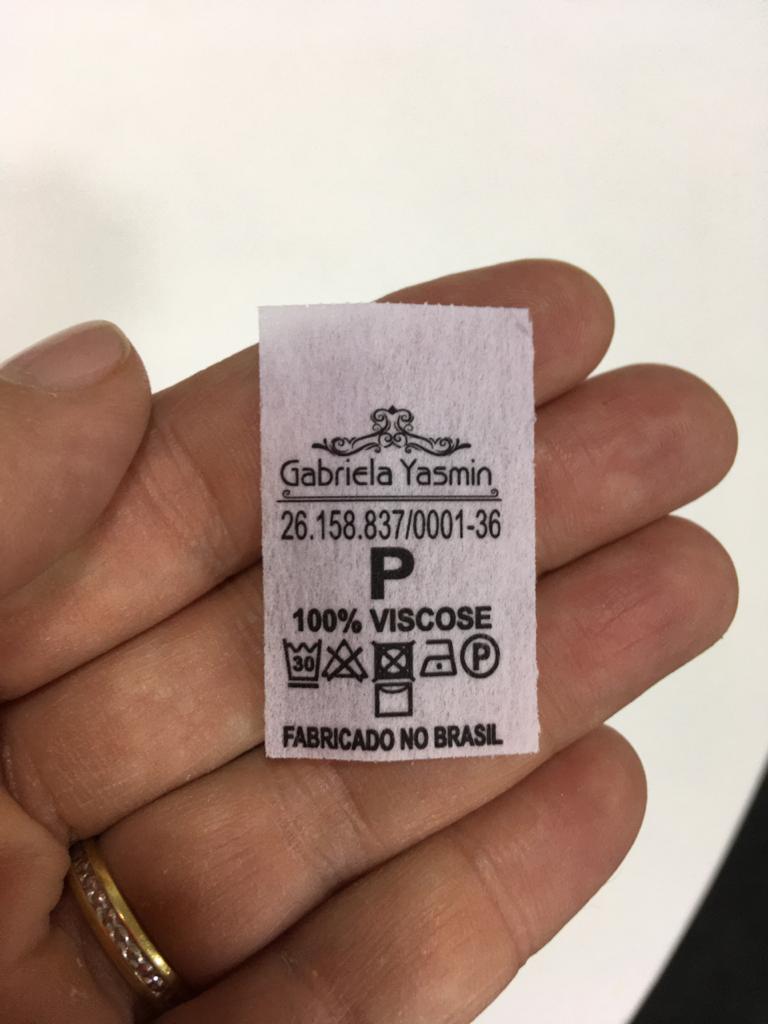 Gabriela Yasmin
26.158.837/0001-36
P
100% VISCOSE
30 P
FABRICADO NO BRASIL